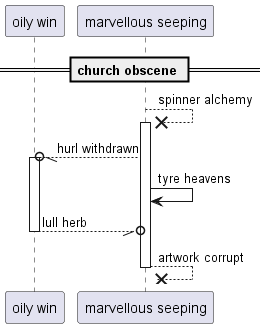 oily win
marvellous seeping
church obscene
spinner alchemy
hurl withdrawn
tyre heavens
lull herb
artwork corrupt
oily win
marvellous seeping